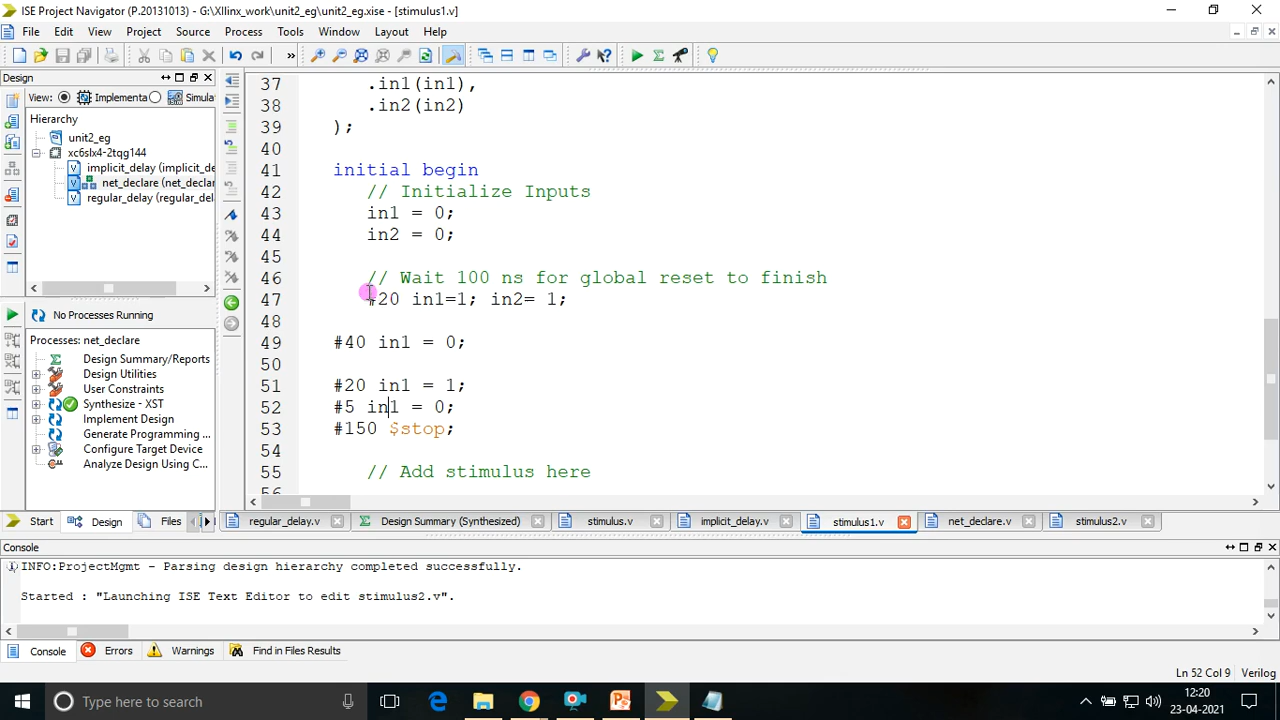 ISE Project Navigator (P.20131013) - G:\XIlinx_work\unit2_eg\unit2_eg.xise - [stimulus1.v]
File Edit View Project Source Process Tools Window Layout Help
Design
View: Implementa Simula
Hierarchy
unit2_eg
xc6slx4-2tqg144
implicit_delay (implicit_de
net_declare (net_declar
regular_delay (regular_del
No Processes Running
Processes: net_declare
Design Summary/Reports
Design Utilities
User Constraints
Synthesize - XST
Implement Design
Generate Programming ...
Configure Target Device
Analyze Design Using C...
Start Design Files
37 .in1(in1),
38 .in2(in2)
39 );
40
41 initial begin
42 // Initialize Inputs
43 in1 = 0;
44 in2 = 0;
45
46 // Wait 100 ns for global reset to finish
47 #20 in1=1; in2= 1;
48
49 #40 in1 = 0;
50
51 #20 in1 = 1;
52 #5 in1 = 0;
53 #150 $stop;
54
55 // Add stimulus here
56
regular_delay.v Design Summary (Synthesized) stimulus.v implicit_delay.v stimulus1.v net_declare.v stimulus2.v
Console
INFO:ProjectMgmt - Parsing design hierarchy completed successfully.
Started : "Launching ISE Text Editor to edit stimulus2.v".
Console Errors Warnings Find in Files Results
Ln 52 Col 9 Verilog
Type here to search
12:20
23-04-2021